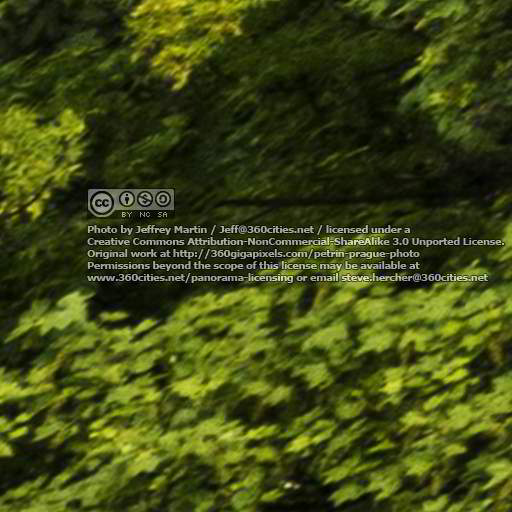 cc BY NC SA
Photo by Jeffrey Martin / Jeff@360cities.net / licensed under a
Creative Commons Attribution-NonCommercial-ShareAlike 3.0 Unported License.
Original work at http://360gigapixels.com/petrin-prague-photo
Permissions beyond the scope of this license may be available at
www.360cities.net/panorama-licensing or email steve.hercher@360cities.net